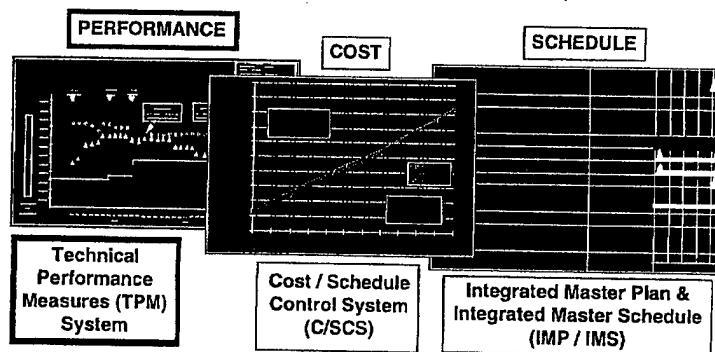 PERFORMANCE
COST
SCHEDULE
Technical
Performance
Measures (TPM)
System
Cost / Schedule
Control System
(C/SCS)
Integrated Master Plan &
Integrated Master Schedule
(IMP / IMS)